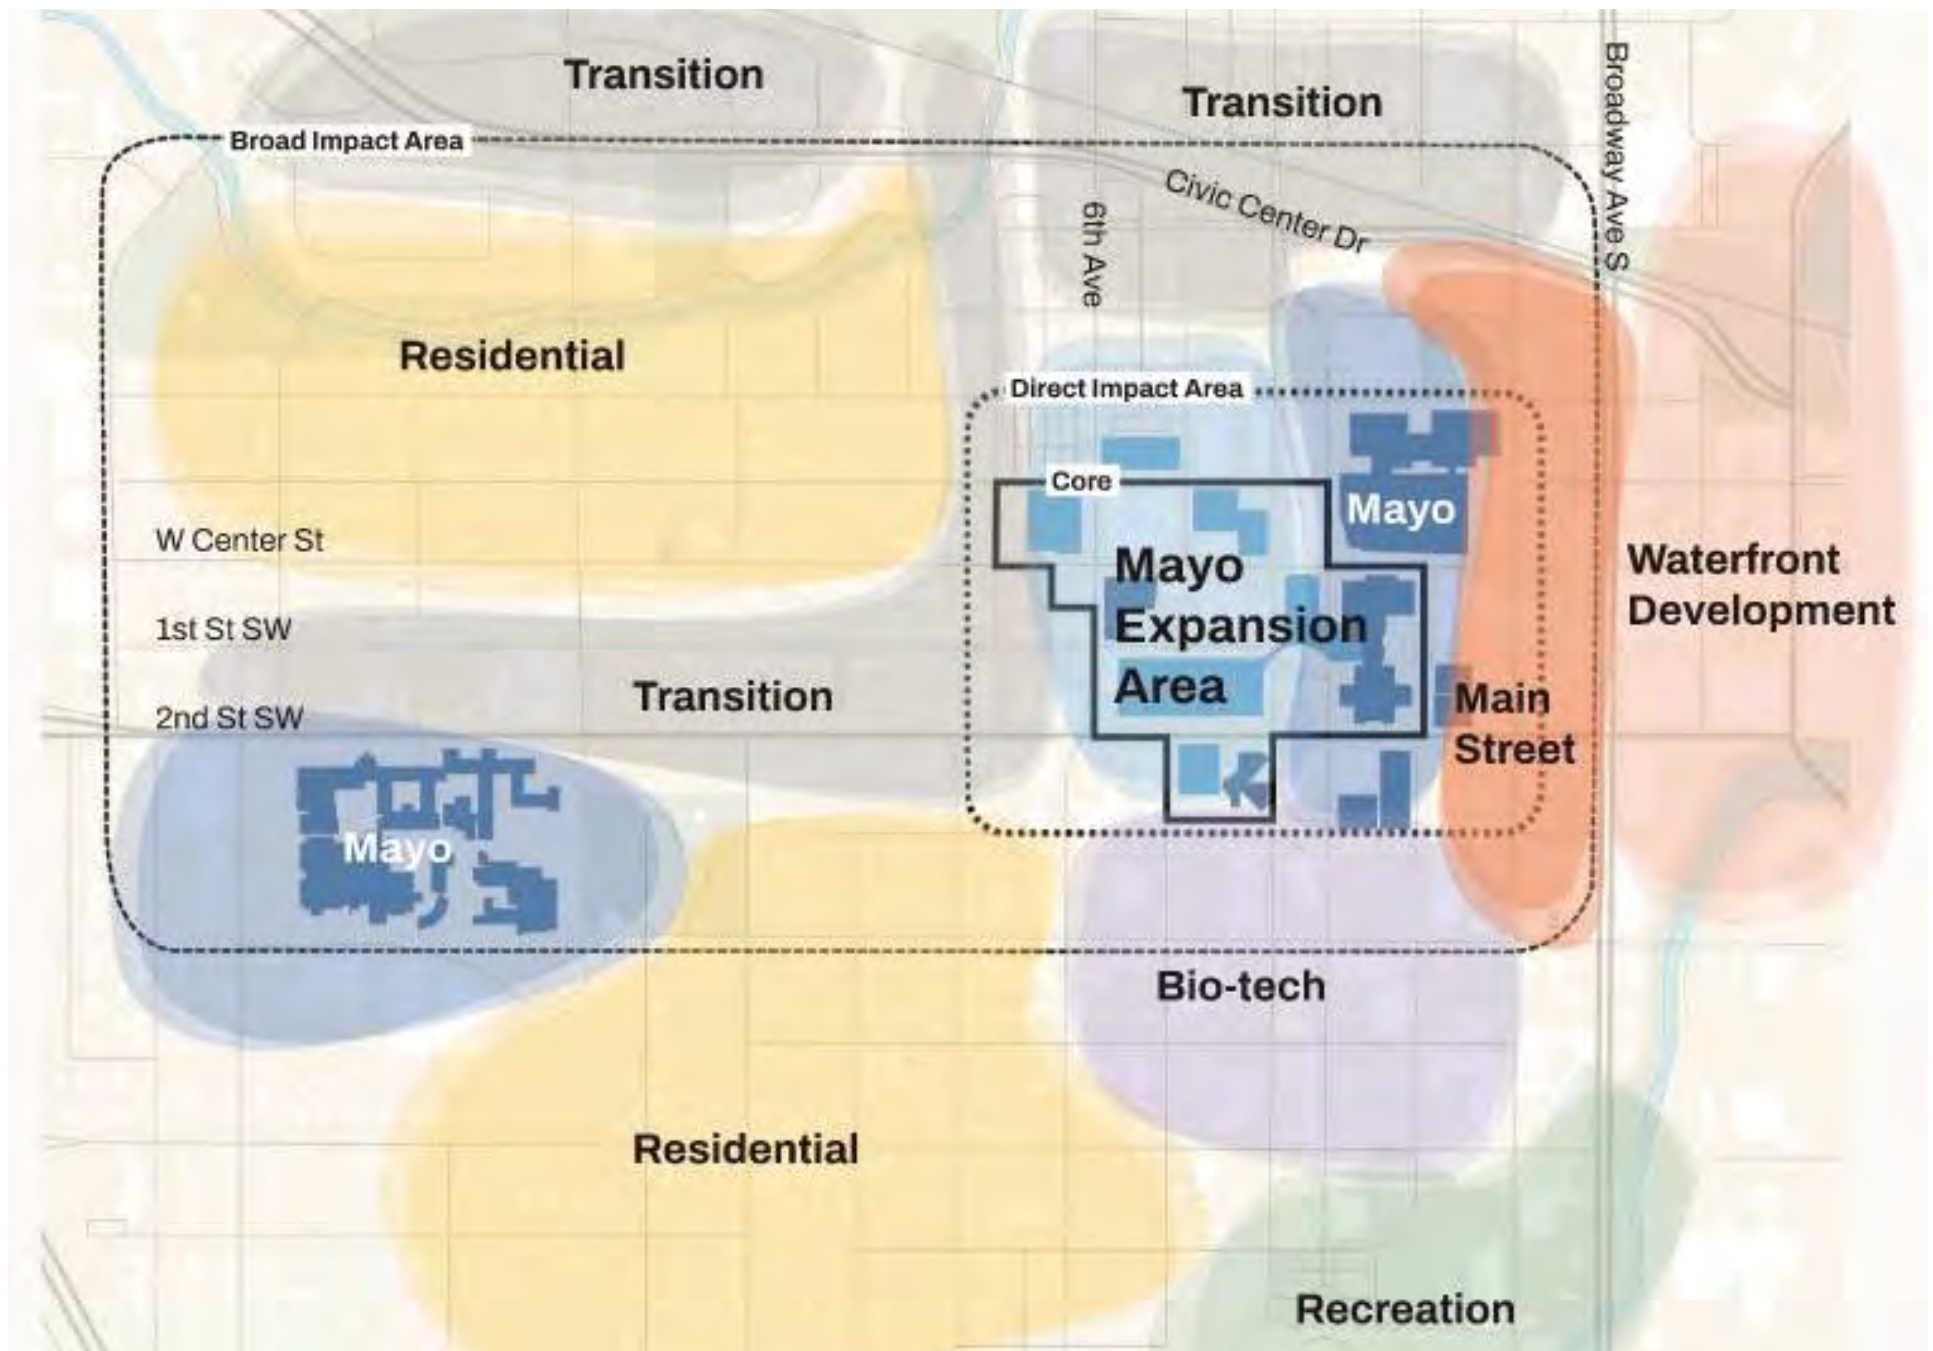 Transition
Transition
Broadway Ave S
Broad Impact Area
Civic Center Dr
6th Ave
Residential
Direct Impact Area
Core
Mayo
W Center St
Mayo
Expansion
Area
Waterfront
Development
1st St SW
Transition
2nd St SW
Main
Street
Mayo
Bio-tech
Residential
Recreation